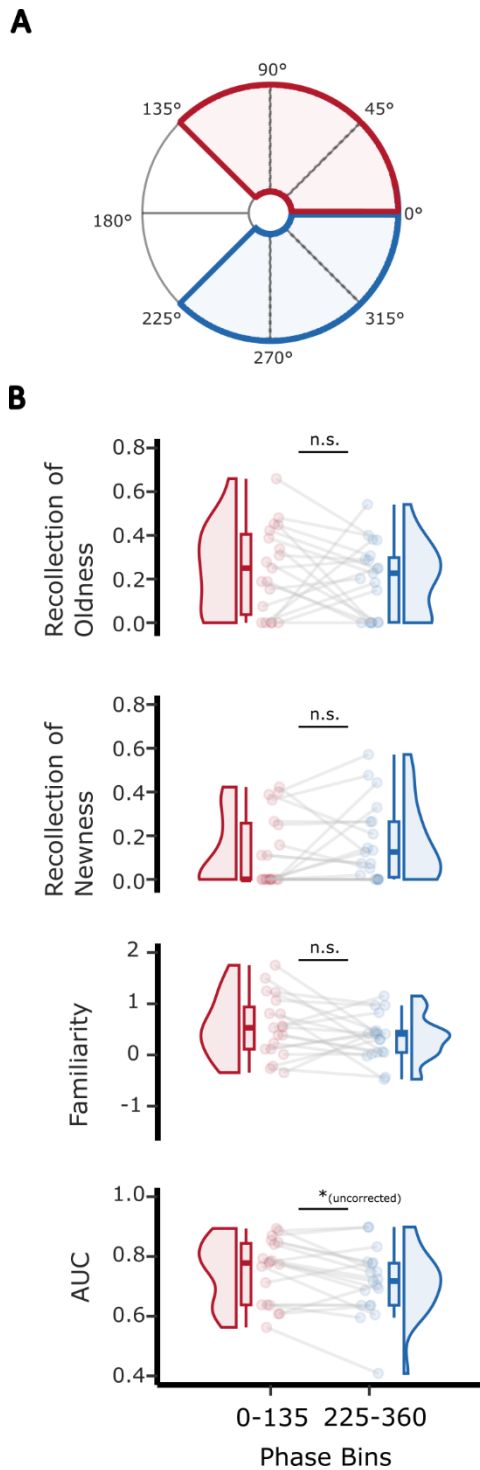 A
90°
135°
45°
180°
0°
225°
315°
270°
B
Recollection of
Oldness
0.8
0.6
0.4
0.2
0.0
n.s.
Recollection of
Newness
0.8
0.6
0.4
0.2
0.0
n.s.
Familiarity
2
1
0
-1
n.s.
AUC
1.0
0.8
0.6
0.4
*(uncorrected)
0-135
225-360
Phase Bins